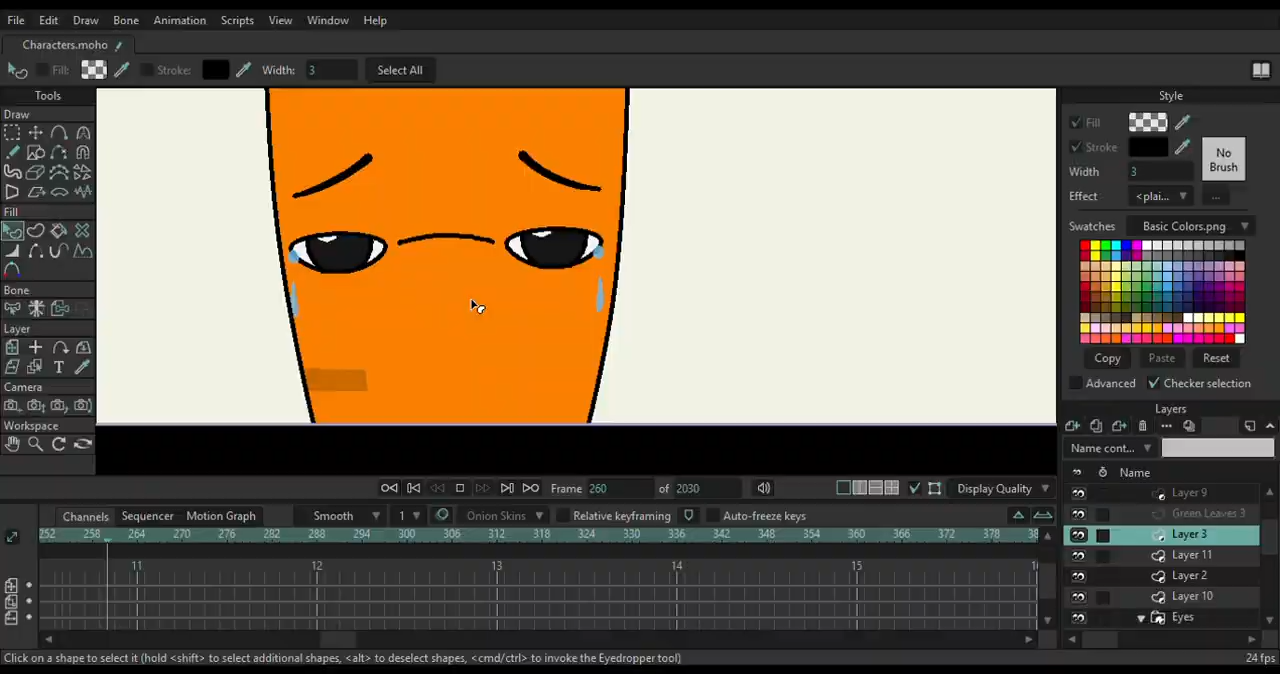 File Edit Draw Bone Animation Scripts View Window Help
Characters.moho
Fill: Stroke: Width: 3 Select All
Tools
Draw
Fill
Bone
Layer
T
Camera
Workspace
Style
Fill
Stroke
No Brush
Width 3
Effect <plai... ...
Swatches Basic Colors.png
Copy Paste Reset
Advanced Checker selection
Layers
Name cont...
Name
Layer 9
Green Leaves 3
Layer 3
Layer 11
Layer 2
Layer 10
Eyes
Frame 260 of 2030 Display Quality
Channels Sequencer Motion Graph Smooth 1 Onion Skins Relative keyframing Auto-freeze keys
252 258 264 270 276 282 288 294 300 306 312 318 324 330 336 342 348 354 360 366 372 378
11 12 13 14 15
Click on a shape to select it (hold <shift> to select additional shapes, <alt> to deselect shapes, <cmd/ctrl> to invoke the Eyedropper tool) 24 fps